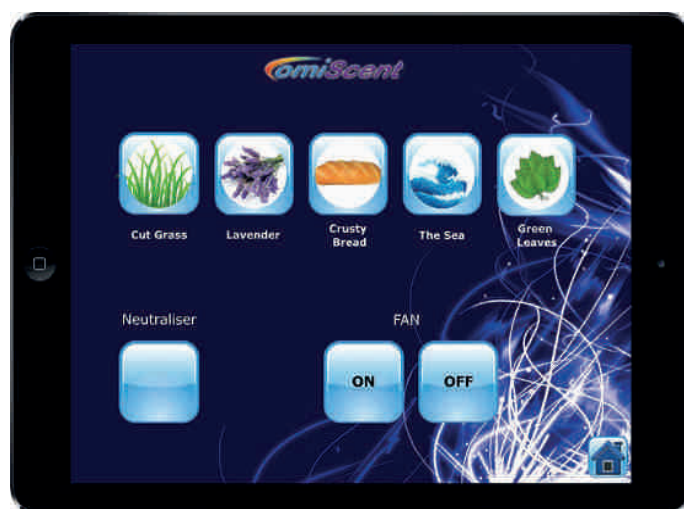 omiScent
Cut Grass
Lavender
Crusty
Bread
The Sea
Green
Leaves
Neutraliser
FAN
ON
OFF